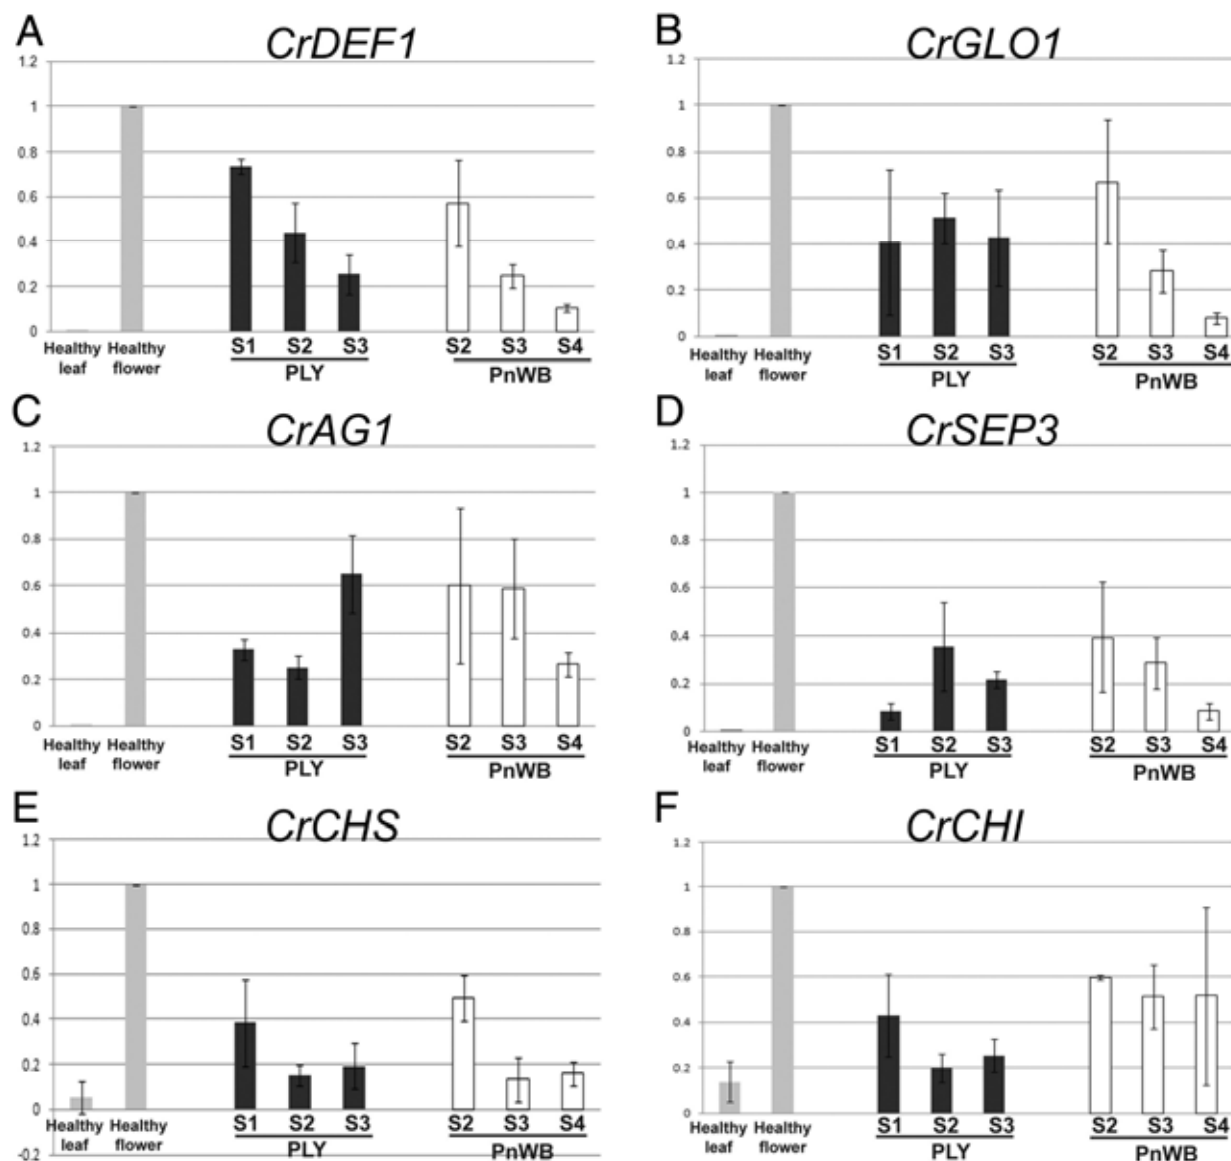 A CrDEF1
1.2
1
0.8
0.6
0.4
0.2
0
Healthy leaf
Healthy flower
S1 S2 S3 S2 S3 S4
PLY PnWB
B CrGLO1
1.2
1
0.8
0.6
0.4
0.2
0
Healthy leaf
Healthy flower
S1 S2 S3 S2 S3 S4
PLY PnWB
C CrAG1
1.2
1
0.8
0.6
0.4
0.2
0
Healthy leaf
Healthy flower
S1 S2 S3 S2 S3 S4
PLY PnWB
D CrSEP3
1.2
1
0.8
0.6
0.4
0.2
0
Healthy leaf
Healthy flower
S1 S2 S3 S2 S3 S4
PLY PnWB
E CrCHS
1.2
1
0.8
0.6
0.4
0.2
0
-0.2
Healthy leaf
Healthy flower
S1 S2 S3 S2 S3 S4
PLY PnWB
F CrCHI
1.2
1
0.8
0.6
0.4
0.2
0
Healthy leaf
Healthy flower
S1 S2 S3 S2 S3 S4
PLY PnWB